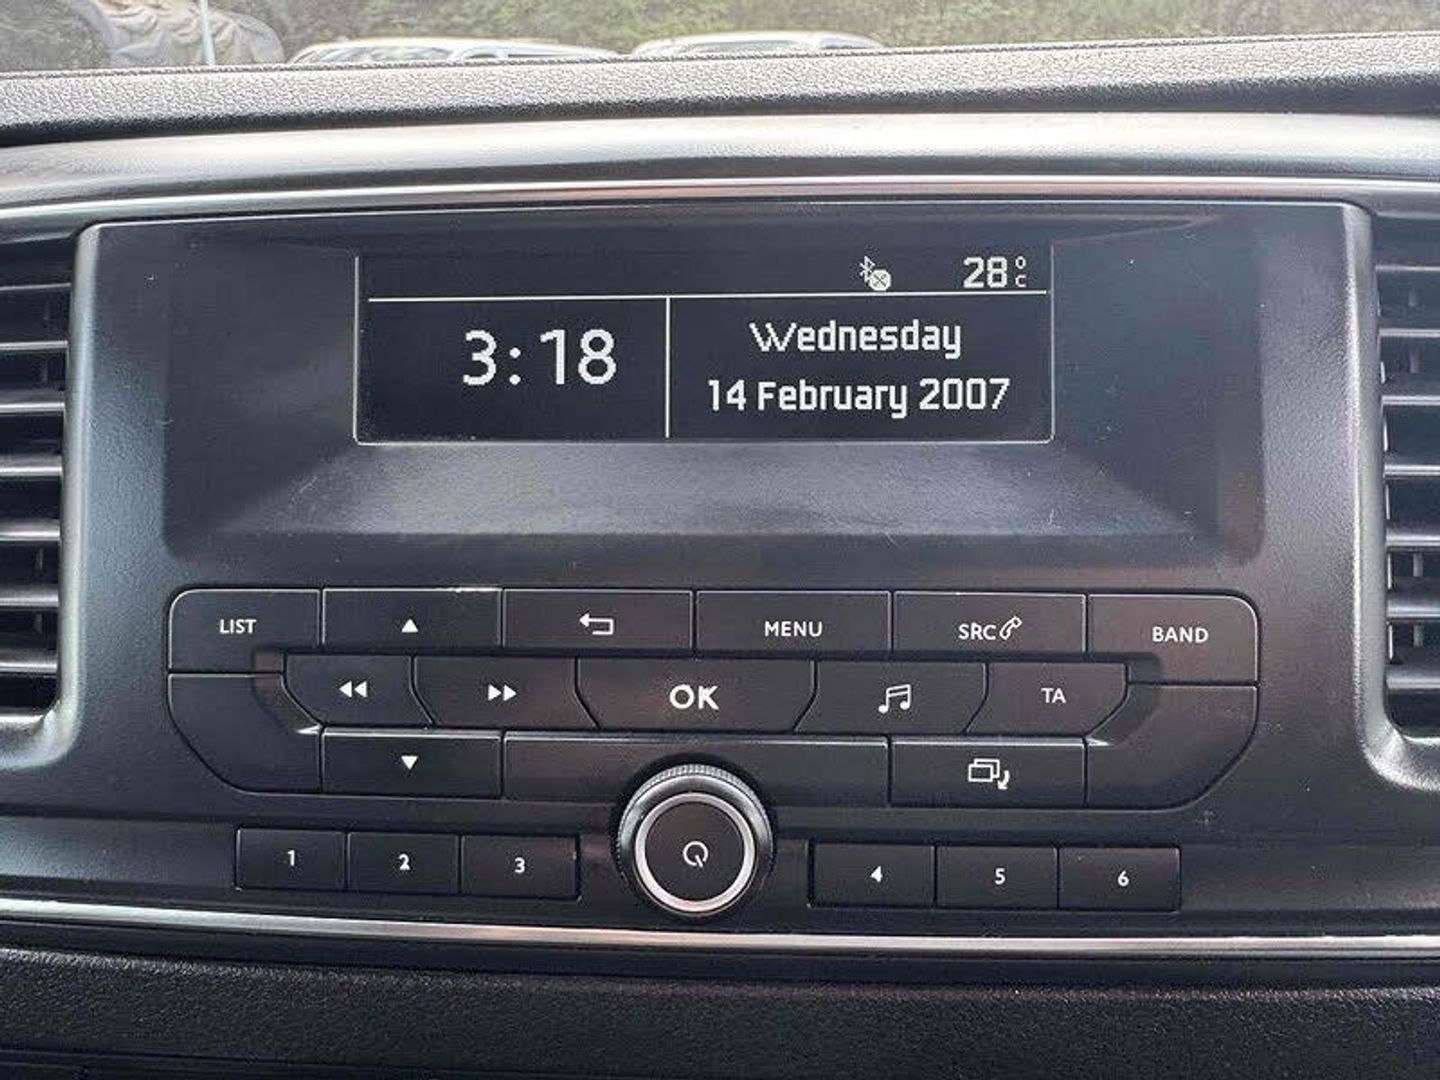 28°C
3:18
Wednesday
14 February 2007
LIST
MENU
SRC
BAND
OK
TA
1
2
3
4
5
6